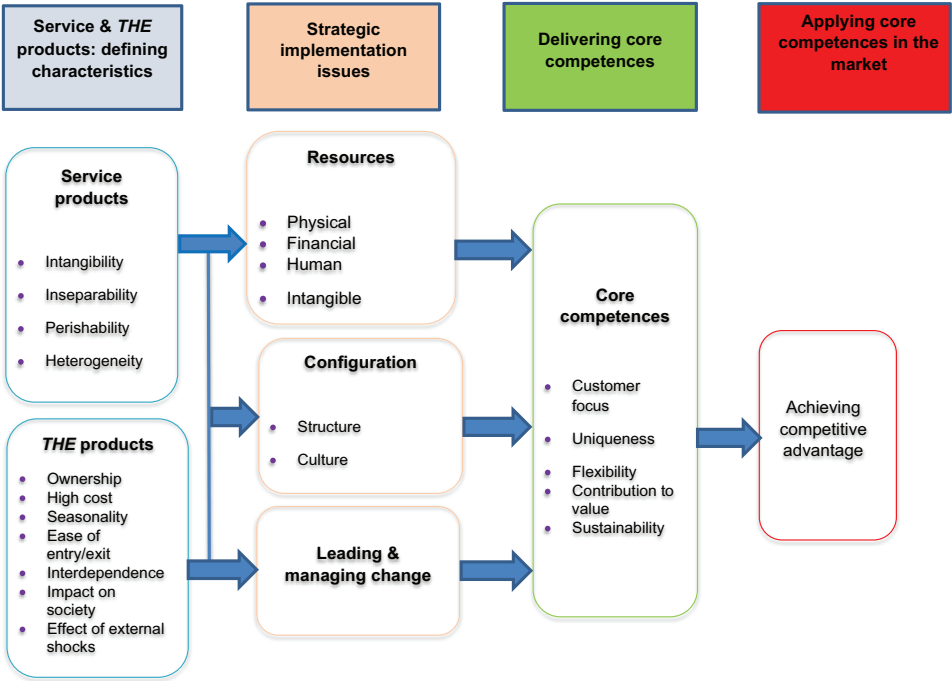 Service & THE
products: defining
characteristics
Strategic
implementation
issues
Delivering core
competences
Applying core
competences in the
market
Service
products
Intangibility
Inseparability
Perishability
Heterogeneity
THE products
Ownership
High cost
Seasonality
Ease of
entry/exit
Interdependence
Impact on
society
Effect of external
shocks
Resources
Physical
Financial
Human
Intangible
Configuration
Structure
Culture
Leading &
managing change
Core
competences
Customer
focus
Uniqueness
Flexibility
Contribution to
value
Sustainability
Achieving
competitive
advantage